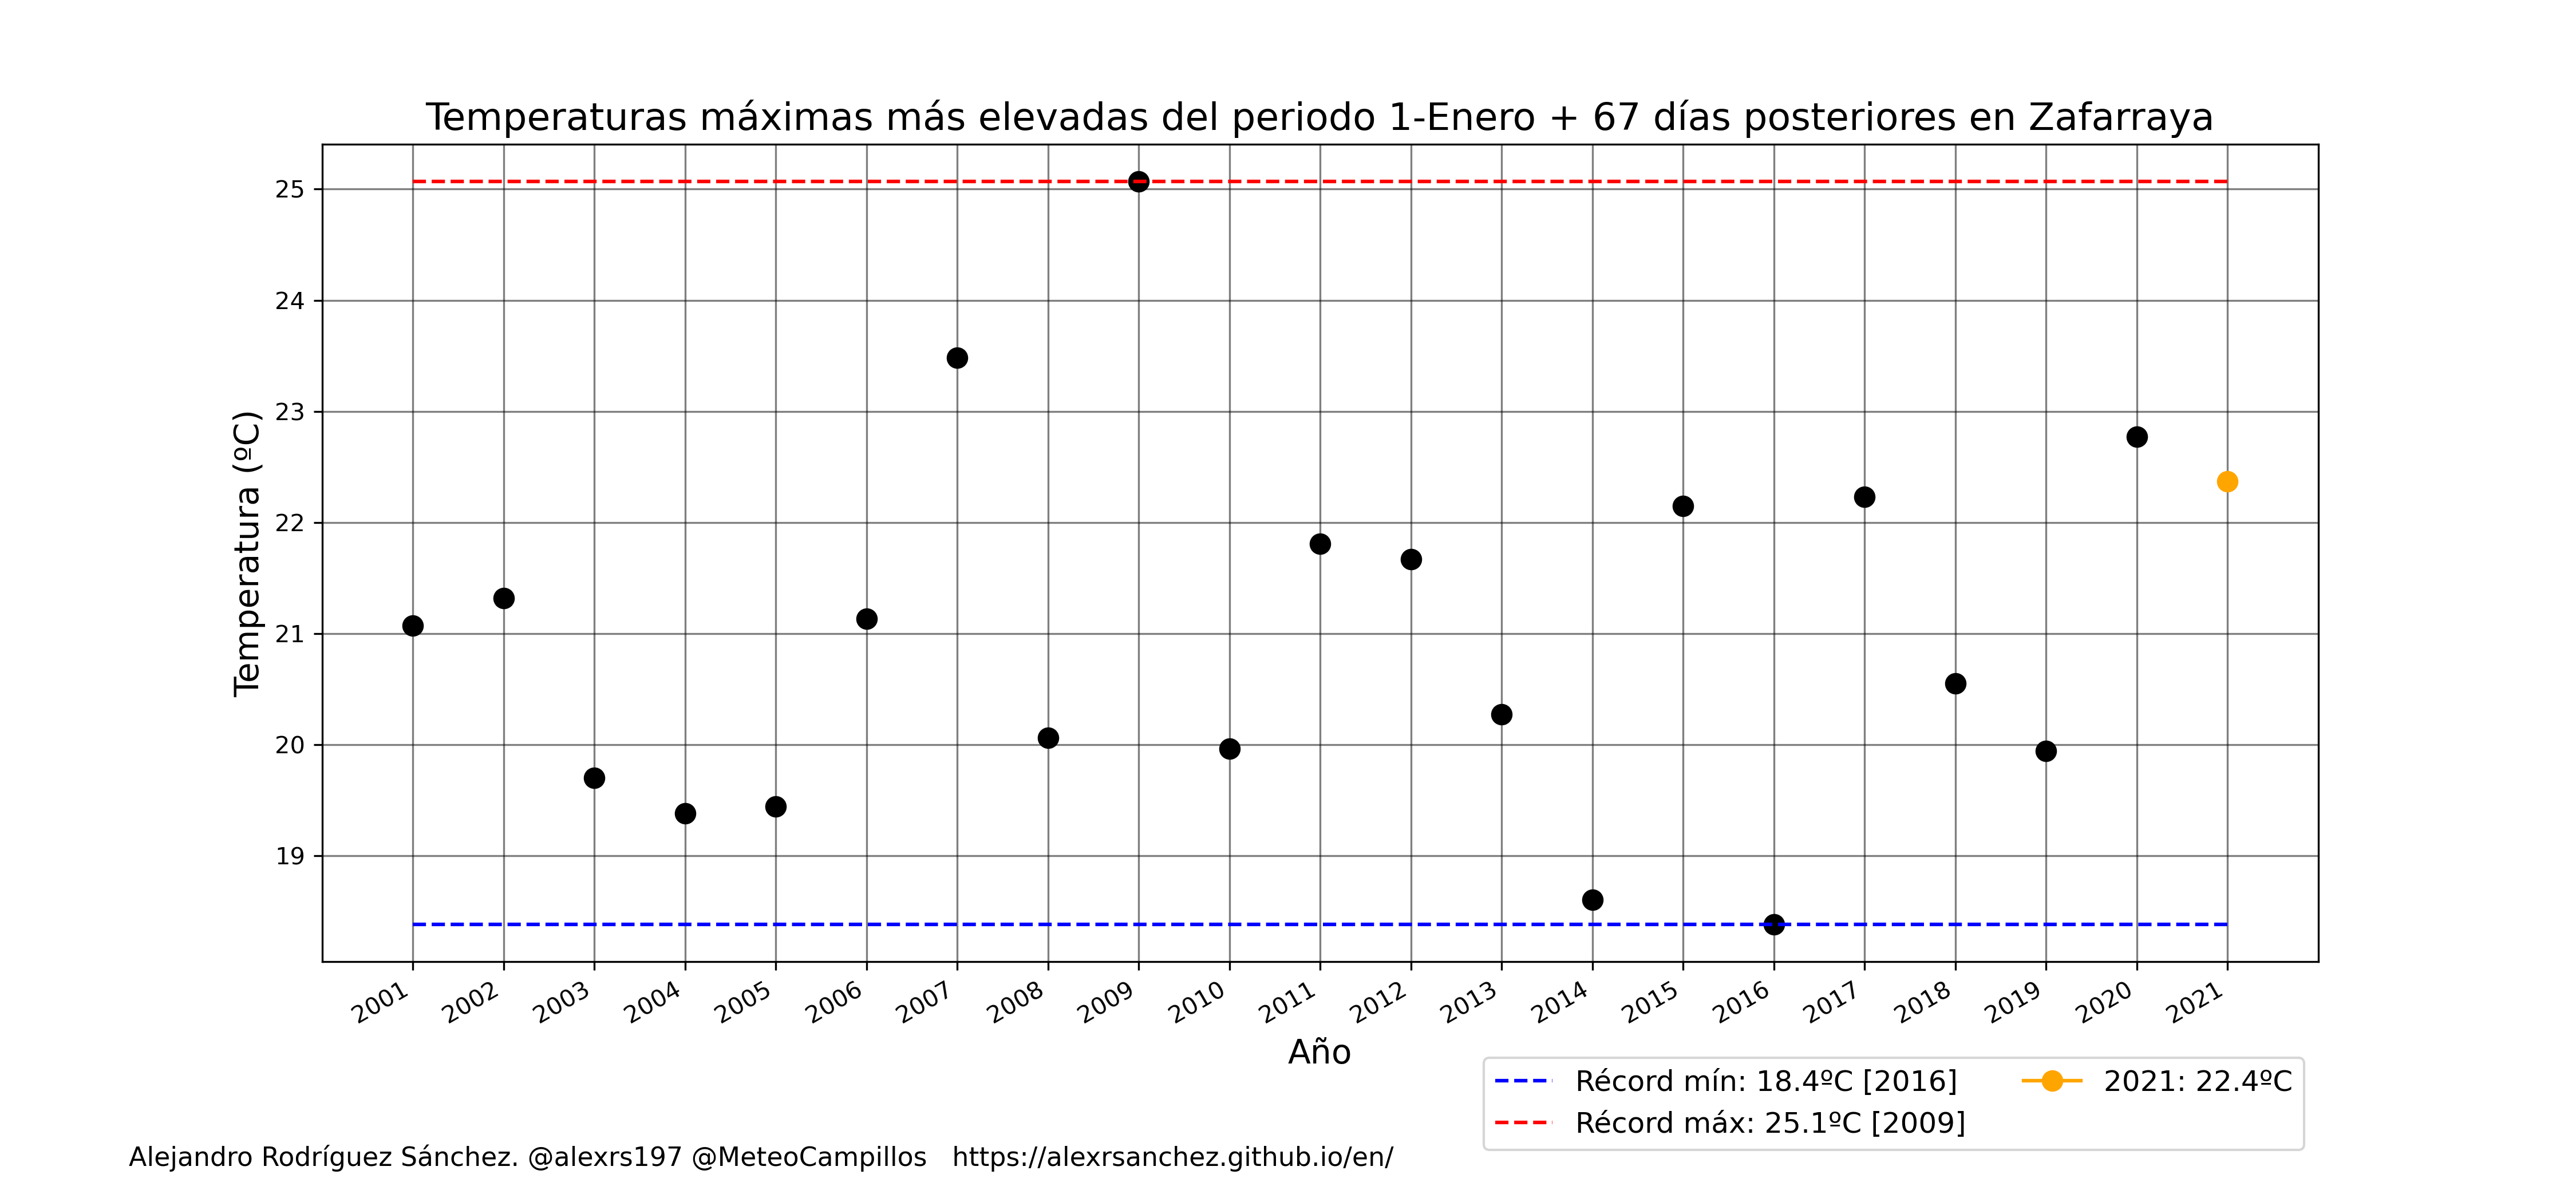 Temperaturas máximas más elevadas del periodo 1-Enero + 67 días posteriores en Zafarraya
Temperatura (ºC)
25
24
23
22
21
20
19
2001 2002 2003 2004 2005 2006 2007 2008 2009 2010 2011 2012 2013 2014 2015 2016 2017 2018 2019 2020 2021
Año
Récord mín: 18.4ºC [2016]
Récord máx: 25.1ºC [2009]
2021: 22.4ºC
Alejandro Rodríguez Sánchez. @alexrs197 @MeteoCampillos https://alexrsanchez.github.io/en/